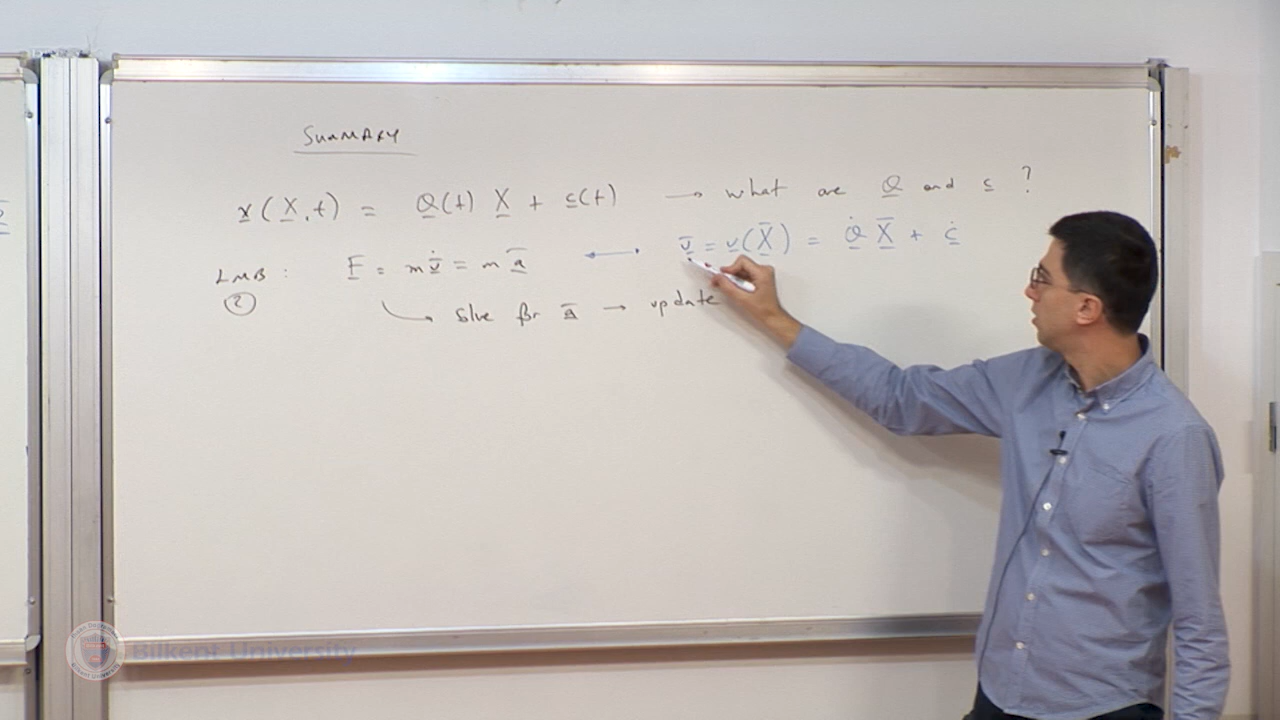 SUMMARY
x(X,t) = Q(t) X + c(t) → what are Q and c ?
LMB : F = m v̄̇ = m ā ←→ v̄ = v(X̄) = Q̇ X̄ + ċ
②
↳ Solve for ā → update
Bilkent University